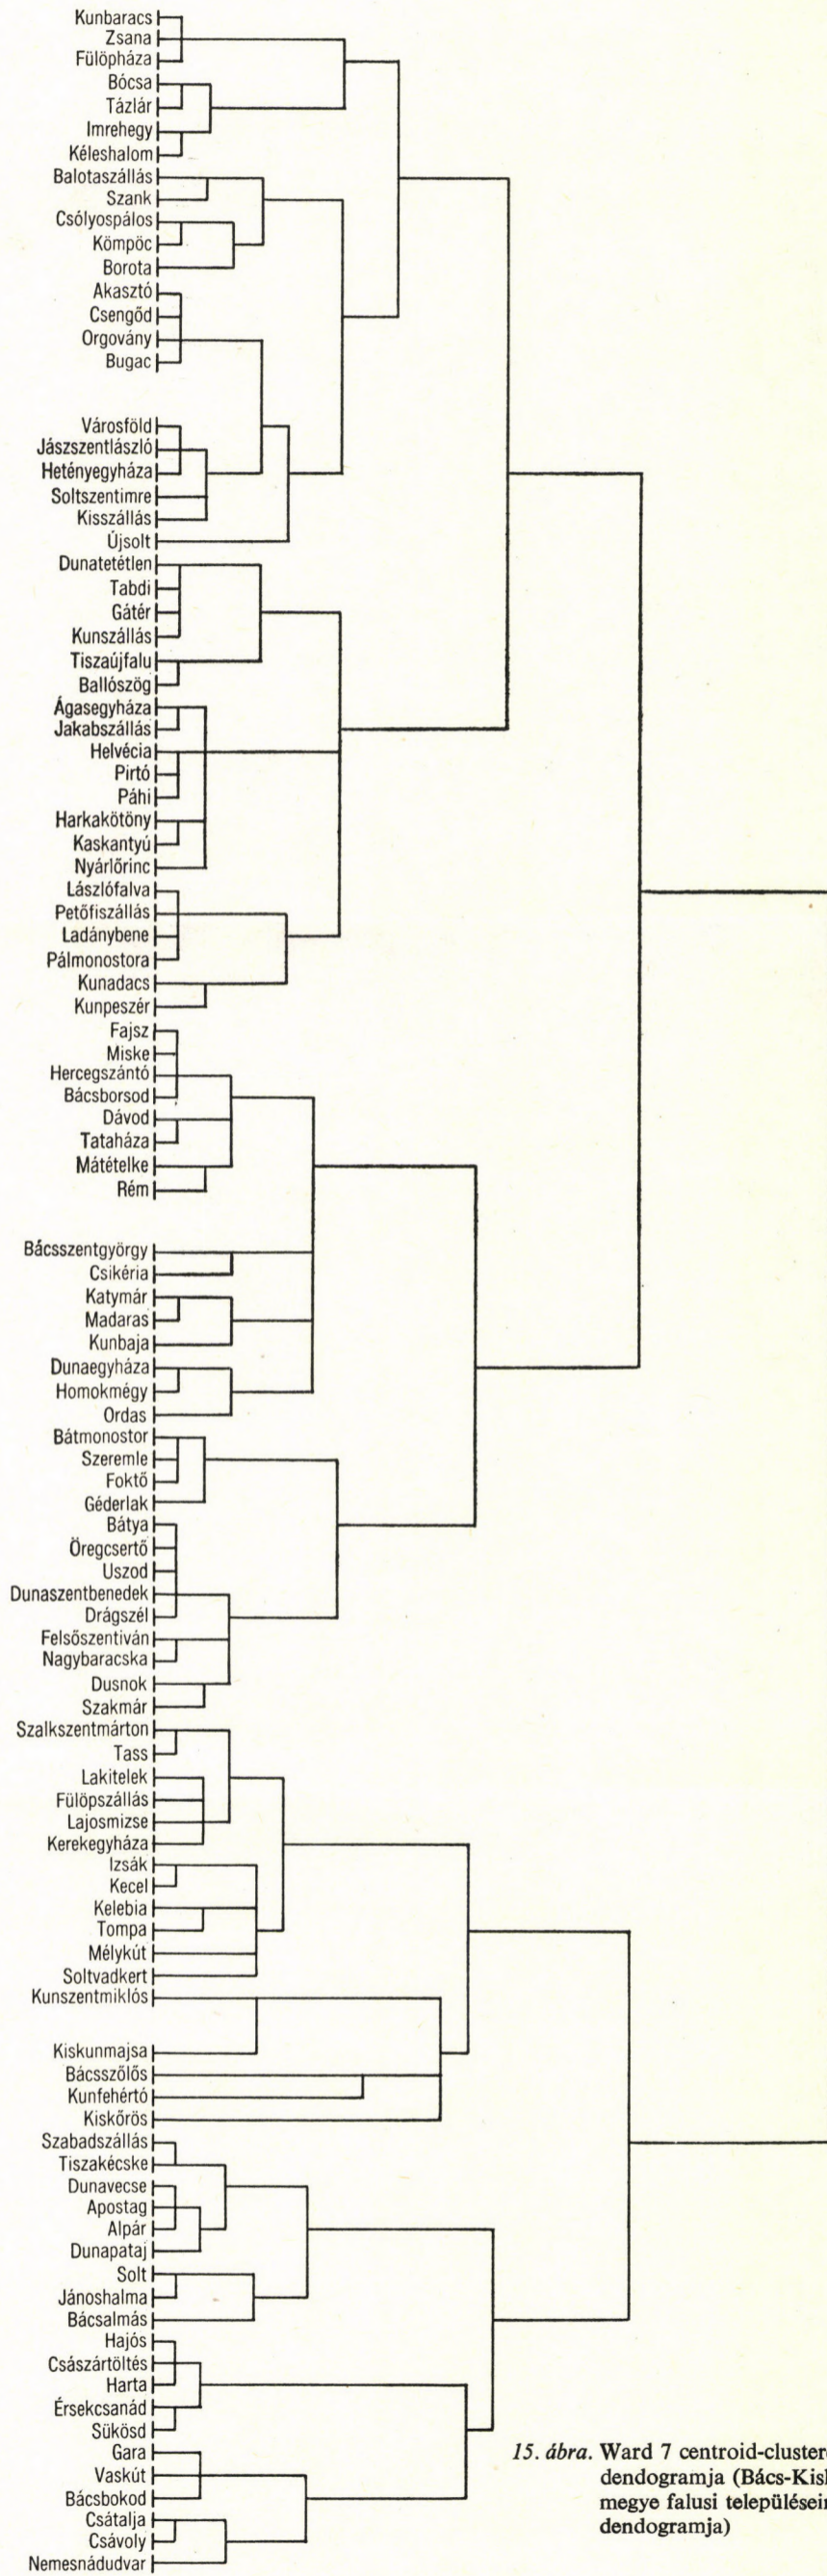 Kunbaracs
Zsana
Fülöpháza
Bócsa
Tázlár
Imrehegy
Kéleshalom
Balotaszállás
Szank
Csólyospálos
Kömpöc
Borota
Akasztó
Csengőd
Orgovány
Bugac
Városföld
Jászszentlászló
Hetényegyháza
Soltszentimre
Kisszállás
Újsolt
Dunatetétlen
Tabdi
Gátér
Kunszállás
Tiszaújfalu
Ballószög
Ágasegyháza
Jakabszállás
Helvécia
Pirtó
Páhi
Harkakötöny
Kaskantyú
Nyárlőrinc
Lászlófalva
Petőfiszállás
Ladánybene
Pálmonostora
Kunadacs
Kunpeszér
Fajsz
Miske
Hercegszántó
Bácsborsod
Dávod
Tataháza
Mátételke
Rém
Bácsszentgyörgy
Csikéria
Katymár
Madaras
Kunbaja
Dunaegyháza
Homokmégy
Ordas
Bátmonostor
Szeremle
Foktő
Géderlak
Bátya
Öregcsertő
Uszod
Dunaszentbenedek
Drágszél
Felsőszentiván
Nagybaracska
Dusnok
Szakmár
Szalkszentmárton
Tass
Lakitelek
Fülöpszállás
Lajosmizse
Kerekegyháza
Izsák
Kecel
Kelebia
Tompa
Mélykút
Soltvadkert
Kunszentmiklós
Kiskunmajsa
Bácsszőlős
Kunfehértó
Kiskőrös
Szabadszállás
Tiszakécske
Dunavecse
Apostag
Alpár
Dunapataj
Solt
Jánoshalma
Bácsalmás
Hajós
Császártöltés
Harta
Érsekcsanád
Sükösd
Gara
Vaskút
Bácsbokod
Csátalja
Csávoly
Nemesnádudvar
15. ábra. Ward 7 centroid-cluster
dendogramja (Bács-Kis
megye falusi települései
dendogramja)